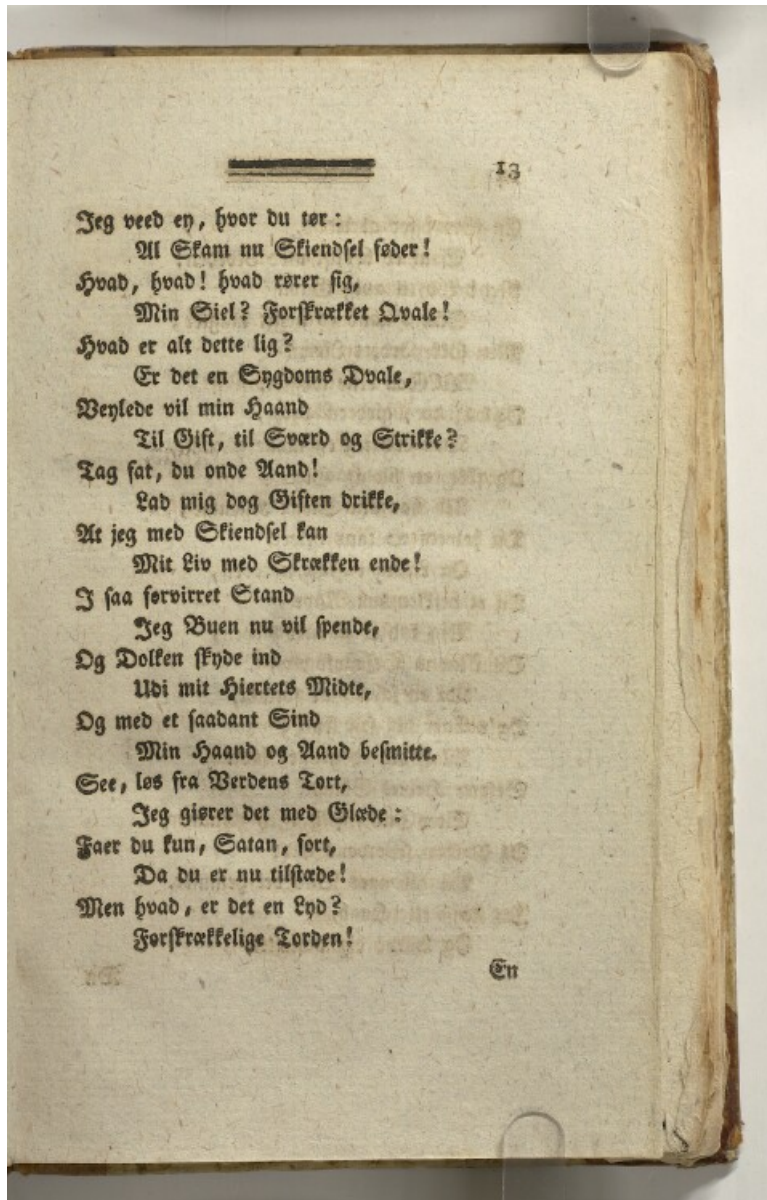 13
Jeg veed ey, hvor du tør:
Al Skam nu Skiendsel føder!
Hvad, hvad! hvad rører sig,
Min Siel? Forskrækket Qvale!
Hvad er alt dette lig?
Er det en Sygdoms Dvale,
Veylede vil min Haand
Til Gift, til Sværd og Strikke?
Tag fat, du onde Aand!
Lad mig dog Giften drikke,
At jeg med Skiendsel kan
Mit Liv med Skrækken ende!
I saa førvirret Stand
Jeg Buen nu vil spende,
Og Dolken skyde ind
Udi mit Hiertets Midte,
Og med et saadant Sind
Min Haand og Aand besmitte.
See, løs fra Verdens Tort,
Jeg giører det med Glæde:
Faer du kun, Satan, fort,
Da du er nu tilstæde!
Men hvad, er det en Lyd?
Førskrækkelige Torden!
En